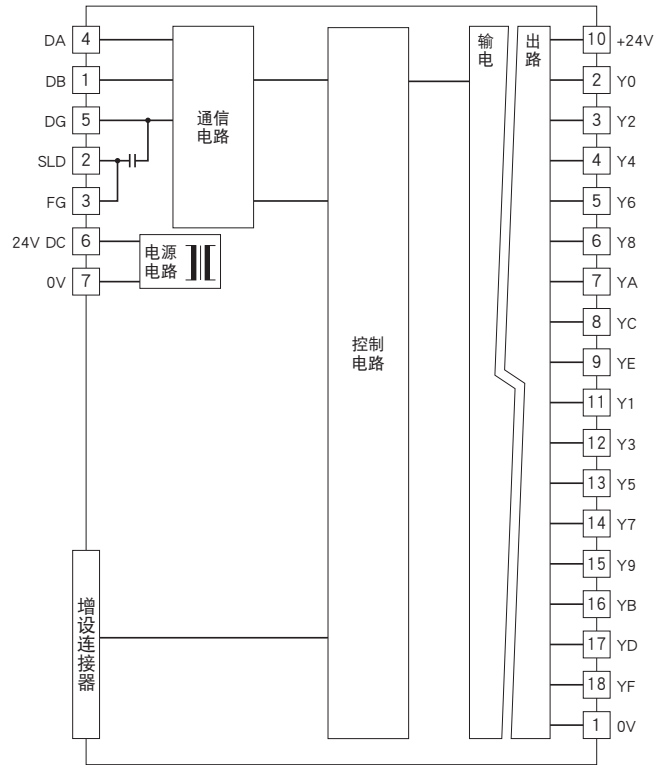 DA 4
DB 1
DG 5
SLD 2
FG 3
24V DC 6
0V 7
通信
电路
电源
电路
控制
电路
增设连接器
输 出
电 路
10 +24V
2 Y0
3 Y2
4 Y4
5 Y6
6 Y8
7 YA
8 YC
9 YE
11 Y1
12 Y3
13 Y5
14 Y7
15 Y9
16 YB
17 YD
18 YF
1 0V